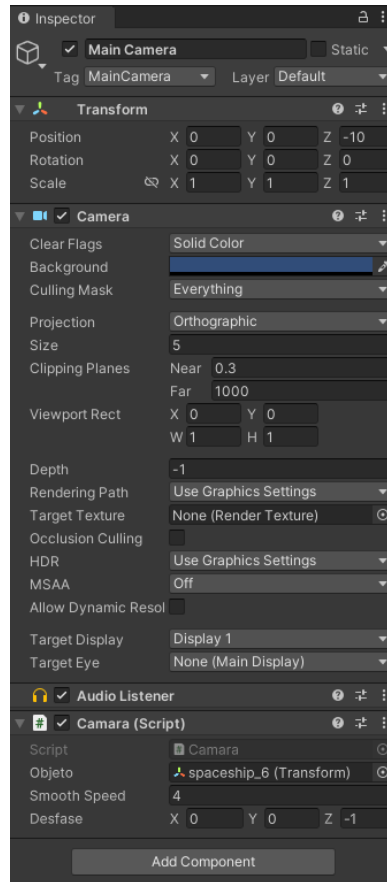 Inspector
Main Camera Static
Tag MainCamera Layer Default
Transform
Position X 0 Y 0 Z -10
Rotation X 0 Y 0 Z 0
Scale X 1 Y 1 Z 1
Camera
Clear Flags Solid Color
Background
Culling Mask Everything
Projection Orthographic
Size 5
Clipping Planes Near 0.3
Far 1000
Viewport Rect X 0 Y 0
W 1 H 1
Depth -1
Rendering Path Use Graphics Settings
Target Texture None (Render Texture)
Occlusion Culling
HDR Use Graphics Settings
MSAA Off
Allow Dynamic Resol
Target Display Display 1
Target Eye None (Main Display)
Audio Listener
# Camara (Script)
Script # Camara
Objeto spaceship_6 (Transform)
Smooth Speed 4
Desfase X 0 Y 0 Z -1
Add Component